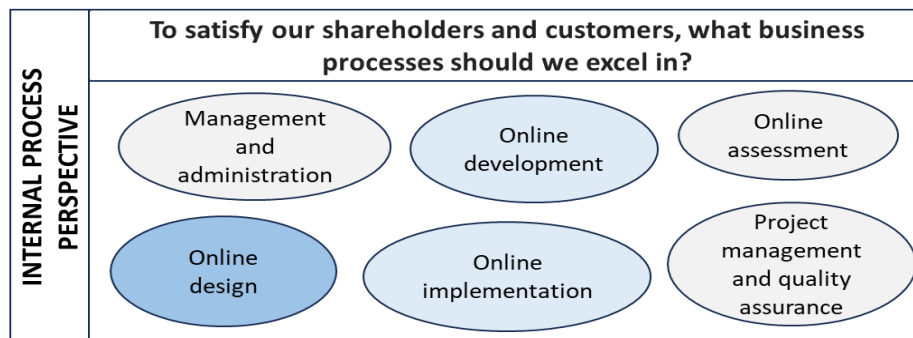 INTERNAL PROCESS
PERSPECTIVE
To satisfy our shareholders and customers, what business
processes should we excel in?
Management
and
administration
Online
development
Online
assessment
Online
design
Online
implementation
Project
management
and quality
assurance